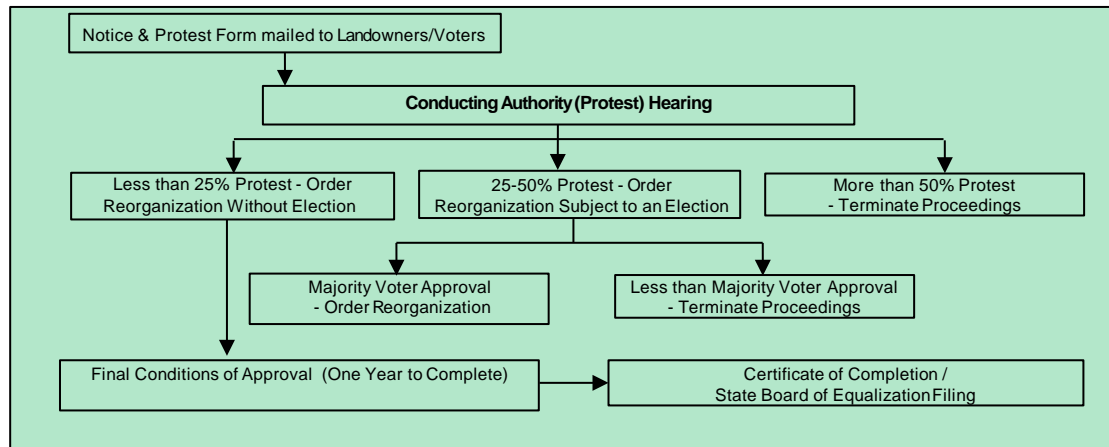 Notice & Protest Form mailed to Landowners/Voters
Conducting Authority (Protest) Hearing
Less than 25% Protest - Order
Reorganization Without Election
25-50% Protest - Order
Reorganization Subject to an Election
More than 50% Protest
- Terminate Proceedings
Majority Voter Approval
- Order Reorganization
Less than Majority Voter Approval
- Terminate Proceedings
Final Conditions of Approval (One Year to Complete)
Certificate of Completion /
State Board of Equalization Filing